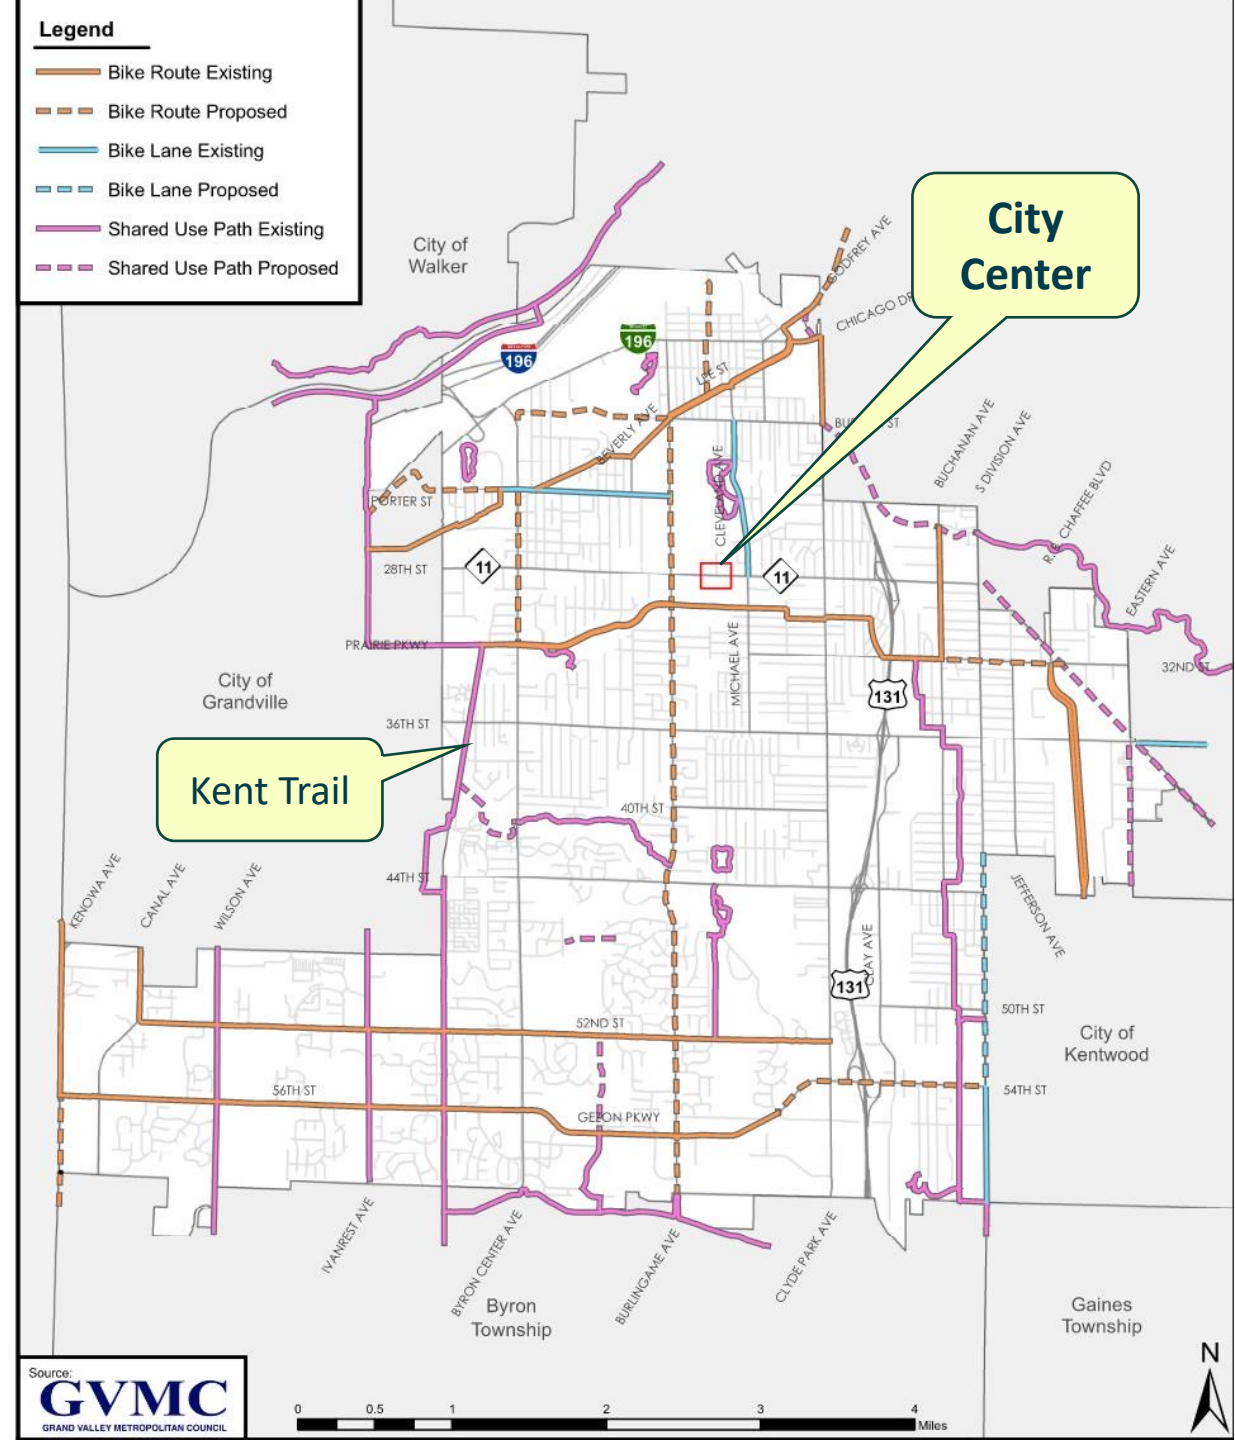 Legend
Bike Route Existing
Bike Route Proposed
Bike Lane Existing
Bike Lane Proposed
Shared Use Path Existing
Shared Use Path Proposed
City of
Walker
City
Center
GODFREY AVE
CHICAGO DR
196
196
LEE ST
BEVERLY AVE
CLEVELAND AVE
BUCHANAN AVE
S DIVISION AVE
R.B. CHAFFEE BLVD
EASTERN AVE
PORTER ST
28TH ST
11
11
PRAIRIE PKWY
MICHAEL AVE
32ND ST
131
City of
Grandville
36TH ST
Kent Trail
40TH ST
44TH ST
KENOWA AVE
CANAL AVE
WILSON AVE
JEFFERSON AVE
CLAY AVE
131
50TH ST
52ND ST
City of
Kentwood
54TH ST
56TH ST
GEZON PKWY
IVANREST AVE
BYRON CENTER AVE
BURLINGAME AVE
CLYDE PARK AVE
Byron
Township
Gaines
Township
N
Source:
GVMC
GRAND VALLEY METROPOLITAN COUNCIL
0 0.5 1 2 3 4
Miles